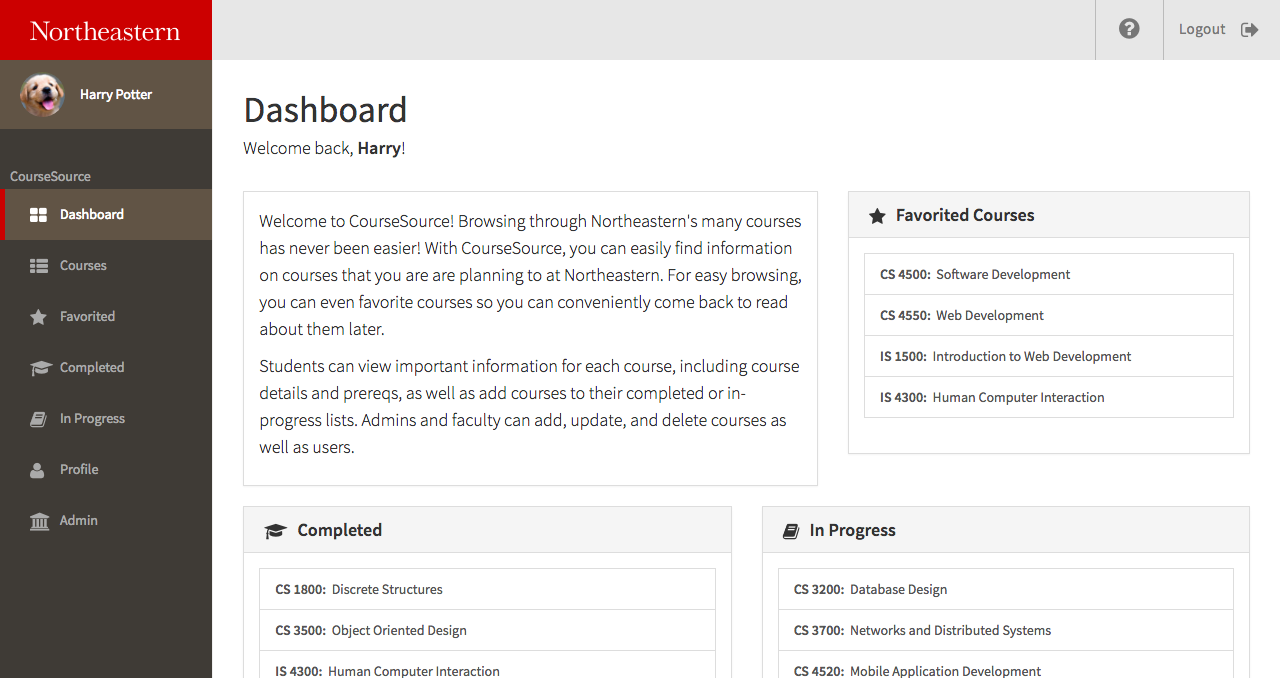 Northeastern
Logout
Harry Potter
CourseSource
Dashboard
Courses
Favorited
Completed
In Progress
Profile
Admin
Dashboard
Welcome back, Harry!
Welcome to CourseSource! Browsing through Northeastern's many courses
has never been easier! With CourseSource, you can easily find information
on courses that you are are planning to at Northeastern. For easy browsing,
you can even favorite courses so you can conveniently come back to read
about them later.
Students can view important information for each course, including course
details and prereqs, as well as add courses to their completed or in-
progress lists. Admins and faculty can add, update, and delete courses as
well as users.
Favorited Courses
CS 4500: Software Development
CS 4550: Web Development
IS 1500: Introduction to Web Development
IS 4300: Human Computer Interaction
Completed
CS 1800: Discrete Structures
CS 3500: Object Oriented Design
IS 4300: Human Computer Interaction
In Progress
CS 3200: Database Design
CS 3700: Networks and Distributed Systems
CS 4520: Mobile Application Development